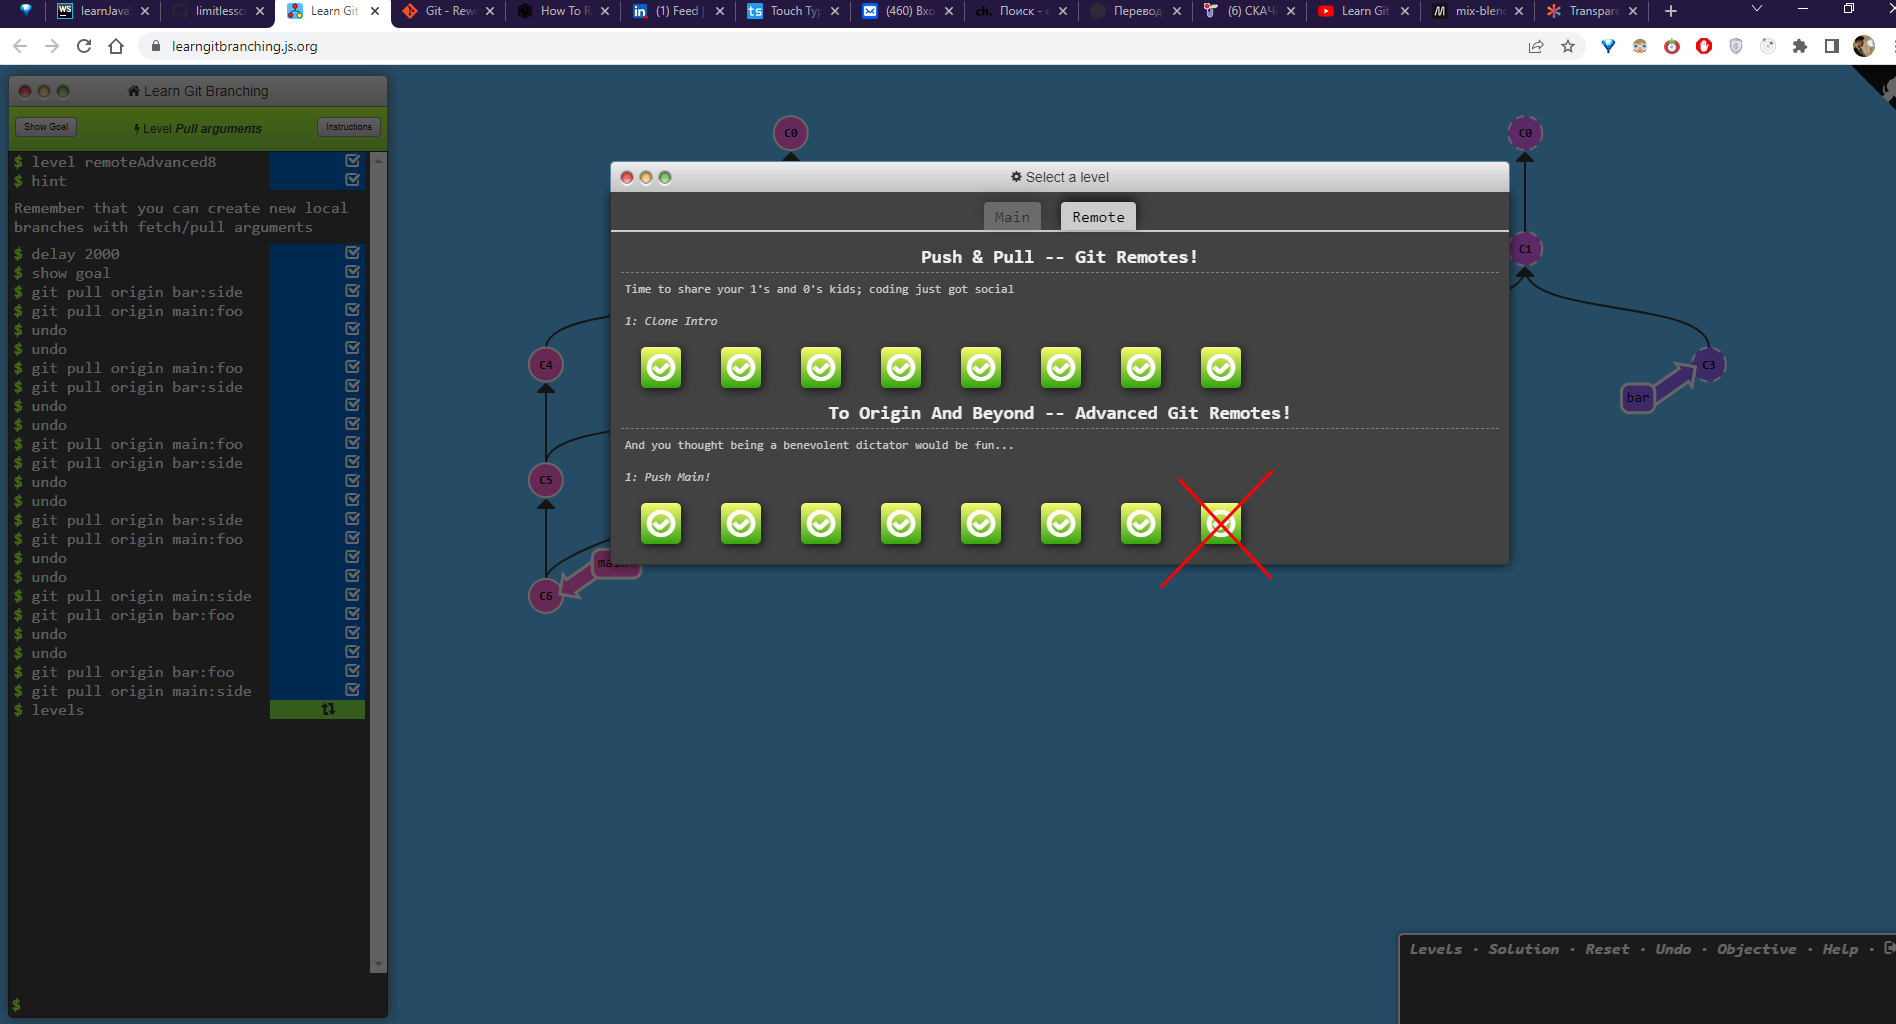 learnJava
limitlessc
Learn Git
Git - Rew
How To R
(1) Feed |
Touch Typ
(460) Вхо
Поиск -
Перевод
(6) СКАЧ
Learn Git
mix-blen
Transpare
learngitbranching.js.org
Learn Git Branching
Show Goal
Level Pull arguments
Instructions
$ level remoteAdvanced8
$ hint
Remember that you can create new local
branches with fetch/pull arguments
$ delay 2000
$ show goal
$ git pull origin bar:side
$ git pull origin main:foo
$ undo
$ undo
$ git pull origin main:foo
$ git pull origin bar:side
$ undo
$ undo
$ git pull origin main:foo
$ git pull origin bar:side
$ undo
$ undo
$ git pull origin bar:side
$ git pull origin main:foo
$ undo
$ undo
$ git pull origin main:side
$ git pull origin bar:foo
$ undo
$ undo
$ git pull origin bar:foo
$ git pull origin main:side
$ levels
$
C0
C4
C5
C6
Select a level
Main
Remote
Push & Pull -- Git Remotes!
Time to share your 1's and 0's kids; coding just got social
1: Clone Intro
To Origin And Beyond -- Advanced Git Remotes!
And you thought being a benevolent dictator would be fun...
1: Push Main!
C0
C1
C3
bar
Levels · Solution · Reset · Undo · Objective · Help ·